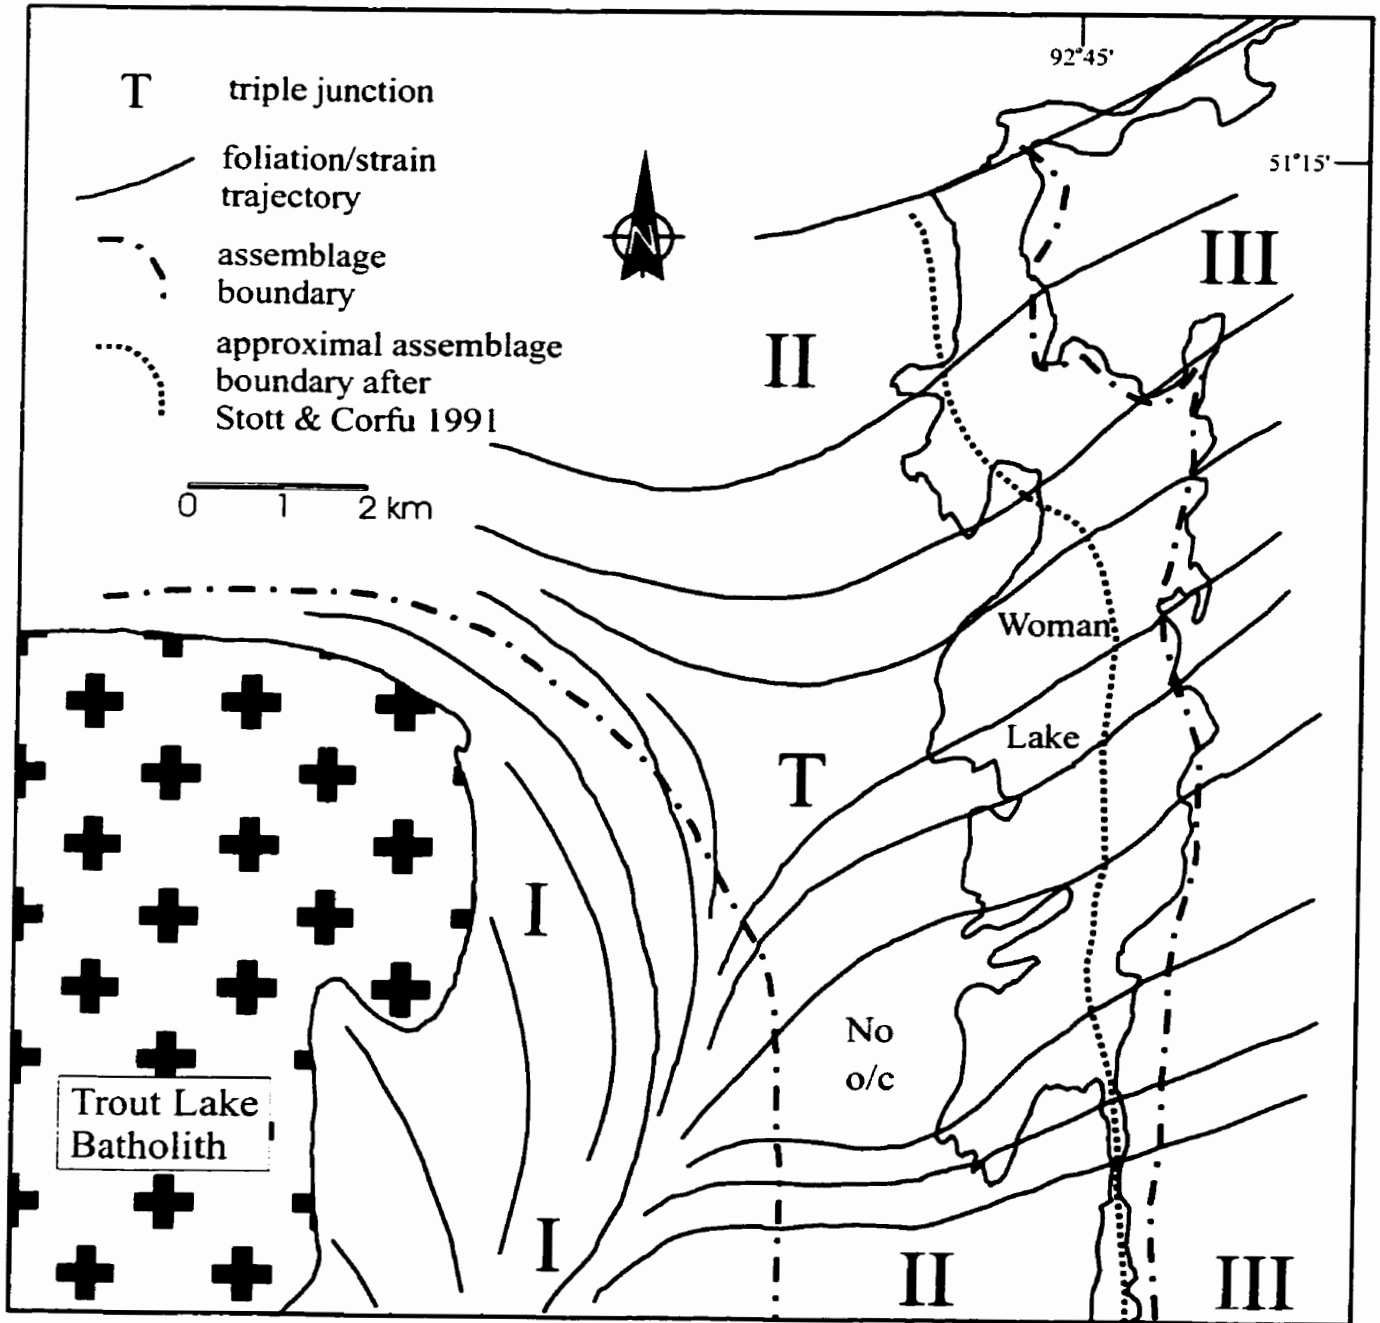 92°45'
T triple junction
51°15'
foliation/strain
trajectory
N
III
assemblage
boundary
II
approximal assemblage
boundary after
Stott & Corfu 1991
0 1 2 km
Woman
Lake
T
I
No
o/c
Trout Lake
Batholith
I
II
III